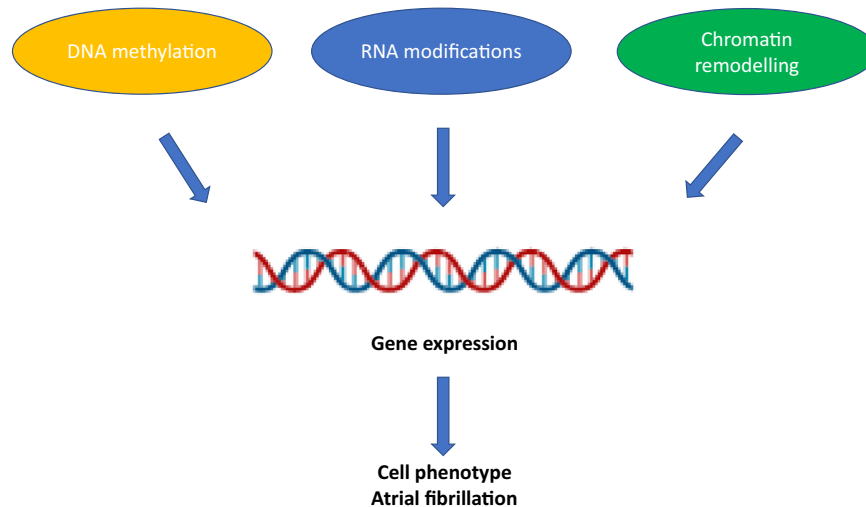 DNA methylation
RNA modifications
Chromatin
remodelling
Gene expression
Cell phenotype
Atrial fibrillation